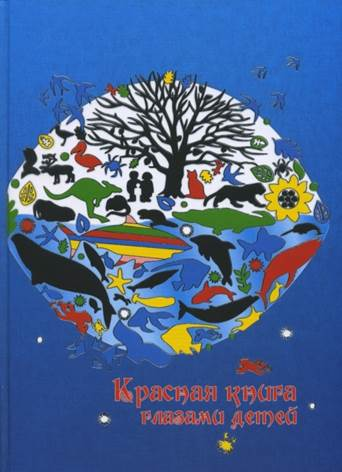 Красная книга
глазами детей